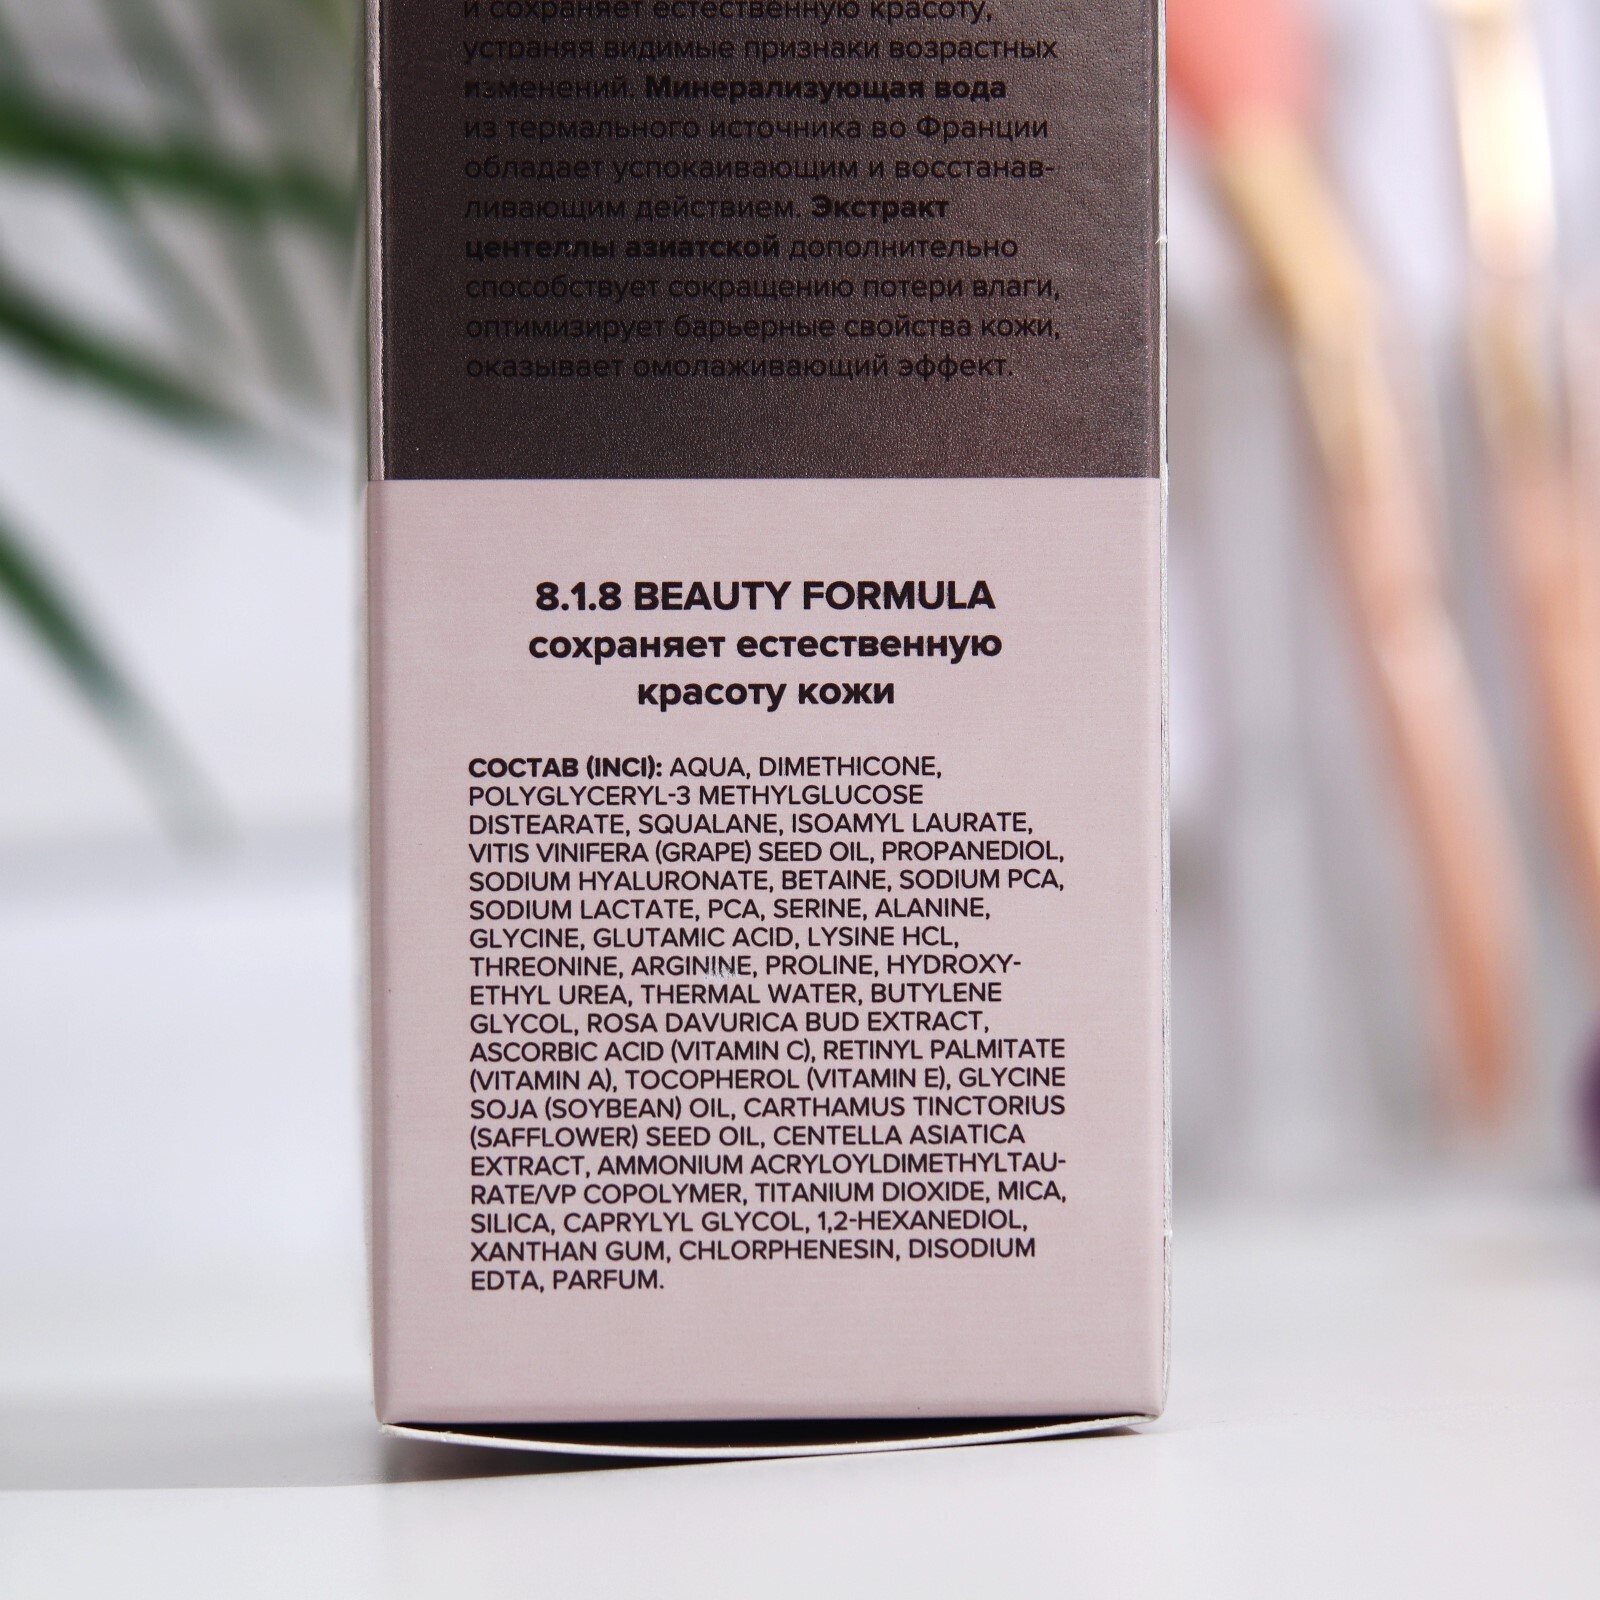 и сохраняет естественную красоту,
устраняя видимые признаки возрастных
изменений. Минерализующая вода
из термального источника во Франции
обладает успокаивающим и восстанав-
ливающим действием. Экстракт
центеллы азиатской дополнительно
способствует сокращению потери влаги,
оптимизирует барьерные свойства кожи,
оказывает омолаживающий эффект.
8.1.8 BEAUTY FORMULA
сохраняет естественную
красоту кожи
СОСТАВ (INCI): AQUA, DIMETHICONE,
POLYGLYCERYL-3 METHYLGLUCOSE
DISTEARATE, SQUALANE, ISOAMYL LAURATE,
VITIS VINIFERA (GRAPE) SEED OIL, PROPANEDIOL,
SODIUM HYALURONATE, BETAINE, SODIUM PCA,
SODIUM LACTATE, PCA, SERINE, ALANINE,
GLYCINE, GLUTAMIC ACID, LYSINE HCL,
THREONINE, ARGININE, PROLINE, HYDROXY-
ETHYL UREA, THERMAL WATER, BUTYLENE
GLYCOL, ROSA DAVURICA BUD EXTRACT,
ASCORBIC ACID (VITAMIN C), RETINYL PALMITATE
(VITAMIN A), TOCOPHEROL (VITAMIN E), GLYCINE
SOJA (SOYBEAN) OIL, CARTHAMUS TINCTORIUS
(SAFFLOWER) SEED OIL, CENTELLA ASIATICA
EXTRACT, AMMONIUM ACRYLOYLDIMETHYLTAU-
RATE/VP COPOLYMER, TITANIUM DIOXIDE, MICA,
SILICA, CAPRYLYL GLYCOL, 1,2-HEXANEDIOL,
XANTHAN GUM, CHLORPHENESIN, DISODIUM
EDTA, PARFUM.